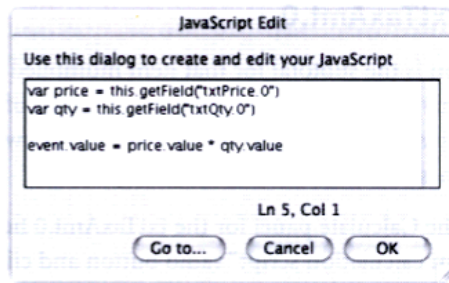 JavaScript Edit
Use this dialog to create and edit your JavaScript
var price = this.getField("txtPrice.0")
var qty = this.getField("txtQty.0")
event.value = price.value * qty.value
Ln 5, Col 1
Go to...
Cancel
OK